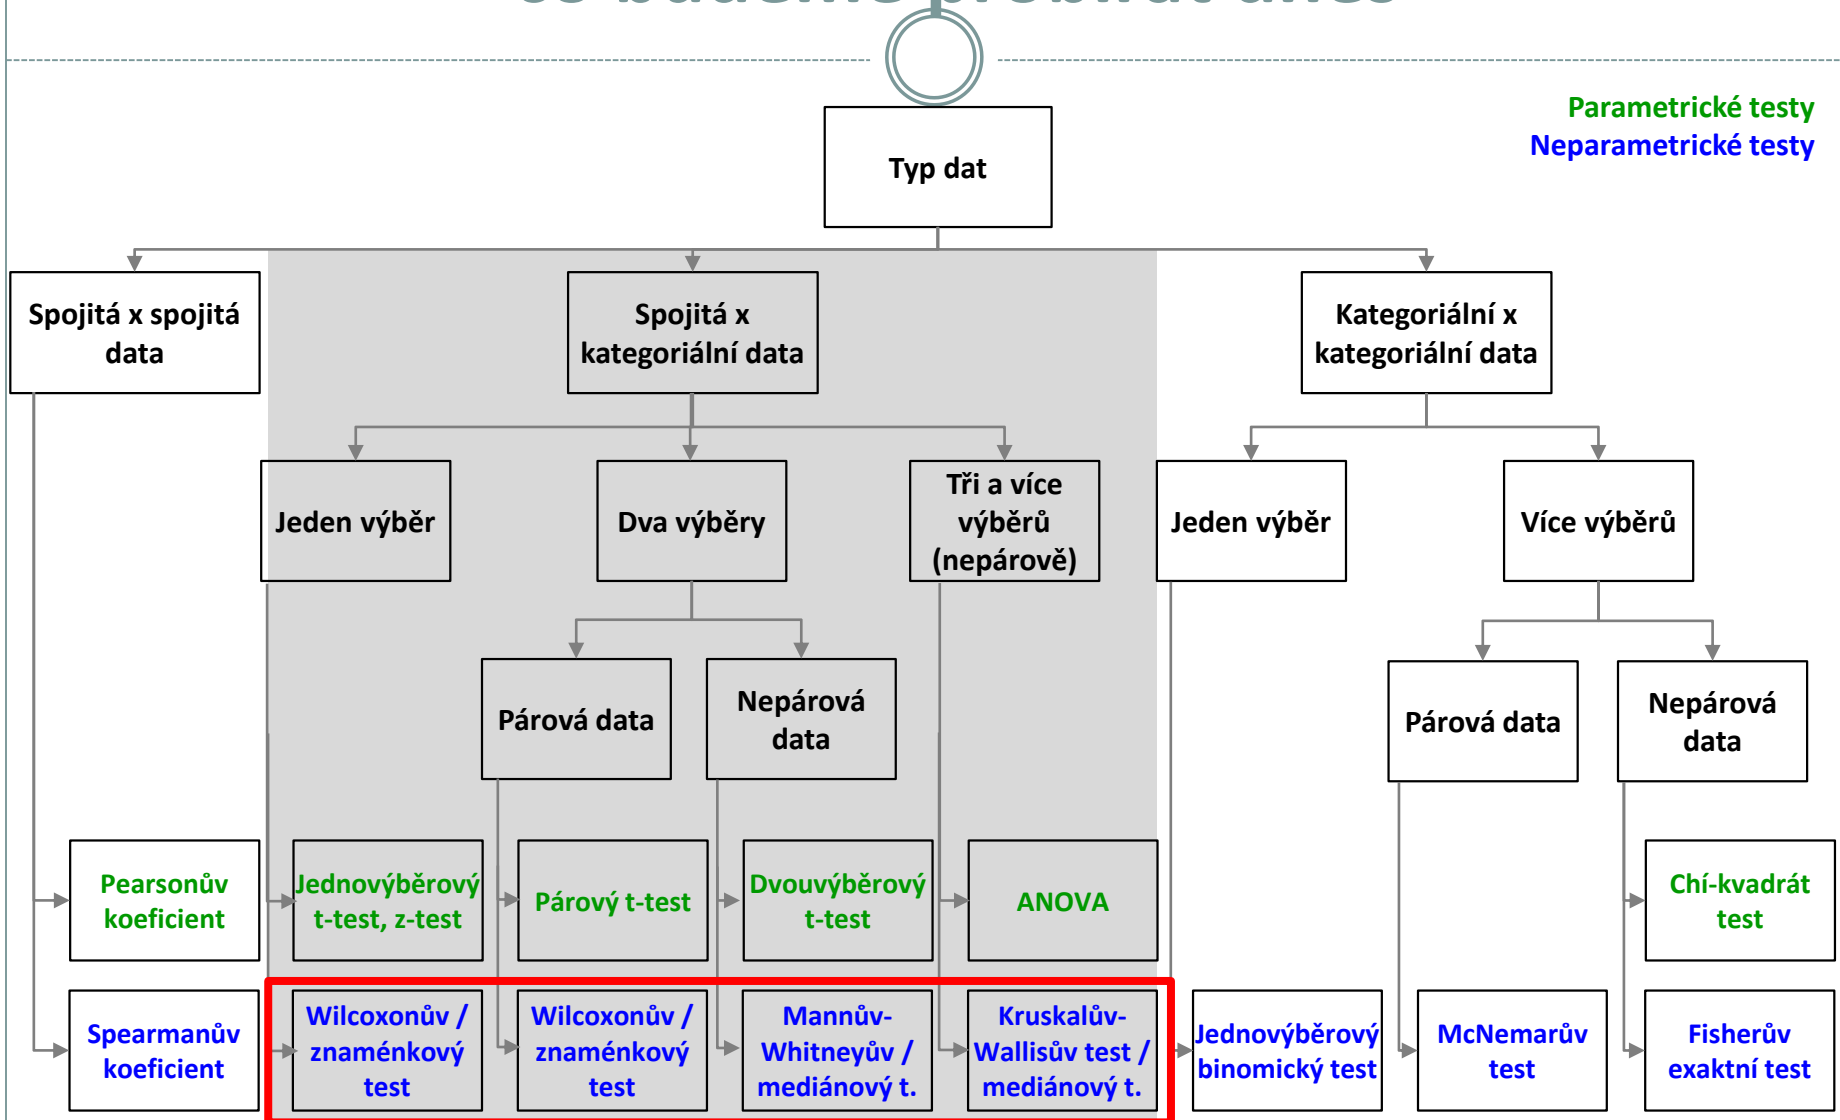 Parametrické testy
Neparametrické testy
Typ dat
Spojitá x spojitá
data
Spojitá x
kategoriální data
Kategoriální x
kategoriální data
Jeden výběr
Dva výběry
Tři a více
výběrů
(nepárově)
Jeden výběr
Více výběrů
Párová data
Nepárová
data
Párová data
Nepárová
data
Pearsonův
koeficient
Jednovýběrový
t-test, z-test
Párový t-test
Dvouvýběrový
t-test
ANOVA
Chí-kvadrát
test
Spearmanův
koeficient
Wilcoxonův /
znaménkový
test
Wilcoxonův /
znaménkový
test
Mannův-
Whitneyův /
mediánový t.
Kruskalův-
Wallisův test /
mediánový t.
Jednovýběrový
binomický test
McNemarův
test
Fisherův
exaktní test